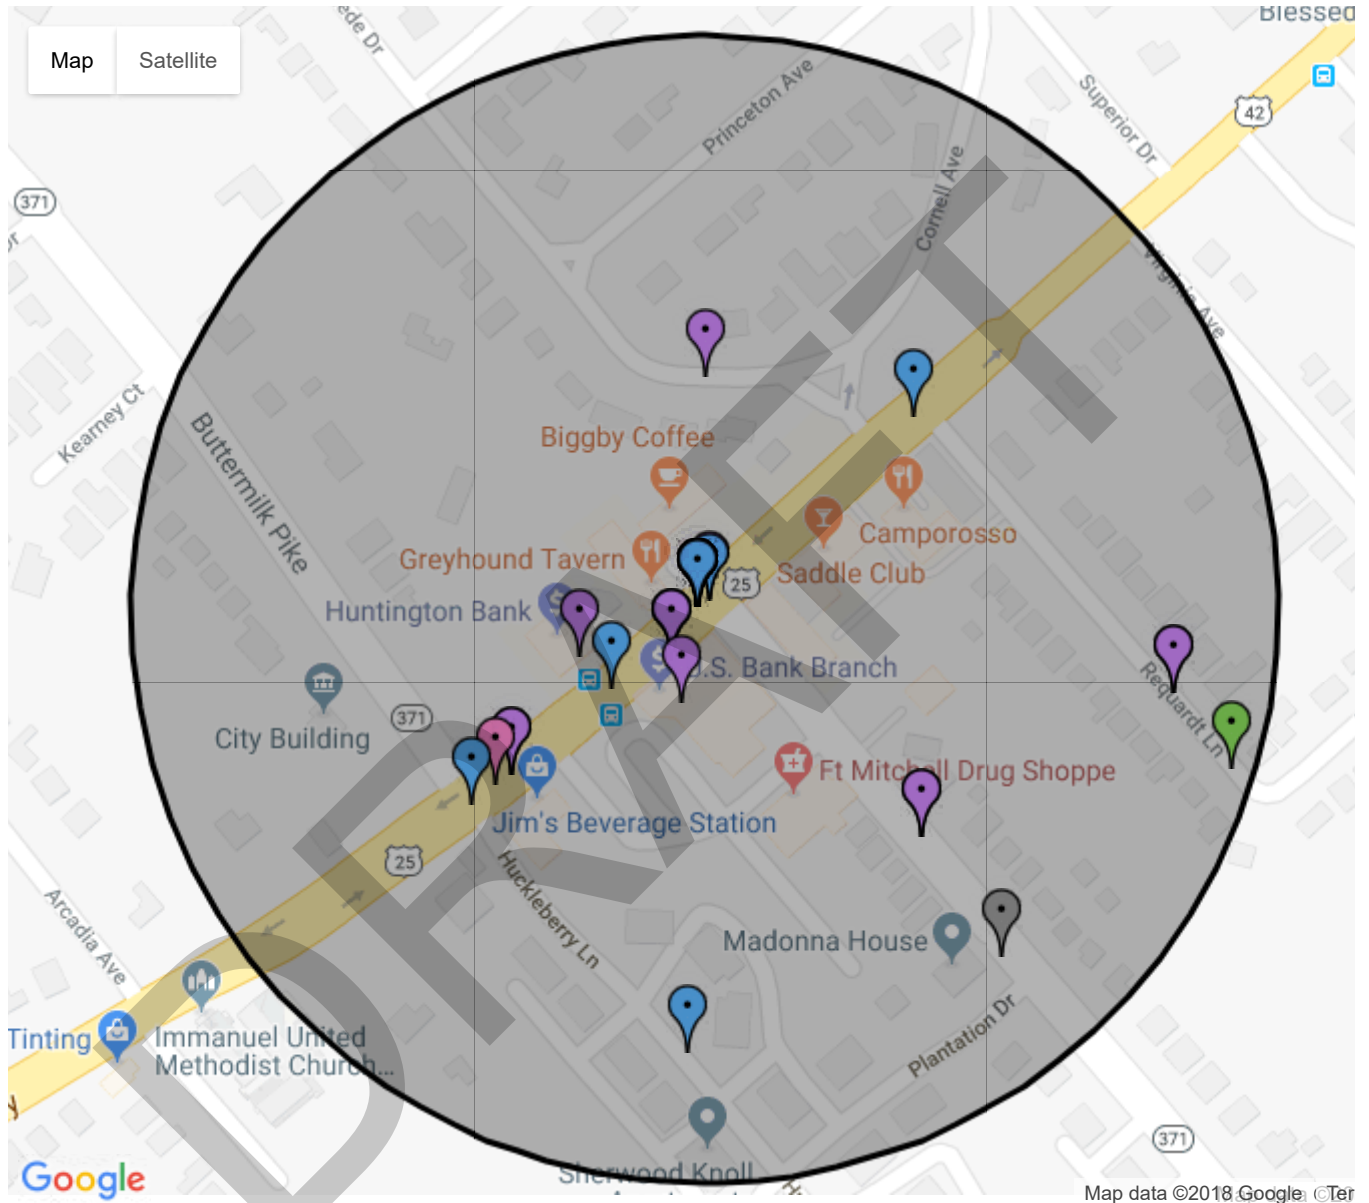 Blessed
Map
Satellite
ede Dr
Princeton Ave
Superior Dr
42
371
Cornell Ave
Virginia Ave
Kearney Ct
Buttermilk Pike
Biggby Coffee
Camporosso
Greyhound Tavern
Saddle Club
25
Huntington Bank
U.S. Bank Branch
Requardt Ln
City Building
371
Ft Mitchell Drug Shoppe
Jim's Beverage Station
25
Huckleberry Ln
Arcadia Ave
Madonna House
Plantation Dr
Tinting
Immanuel United
Methodist Church...
DRAFT
371
Sherwood Knoll
Google
Map data ©2018 Google
Ter